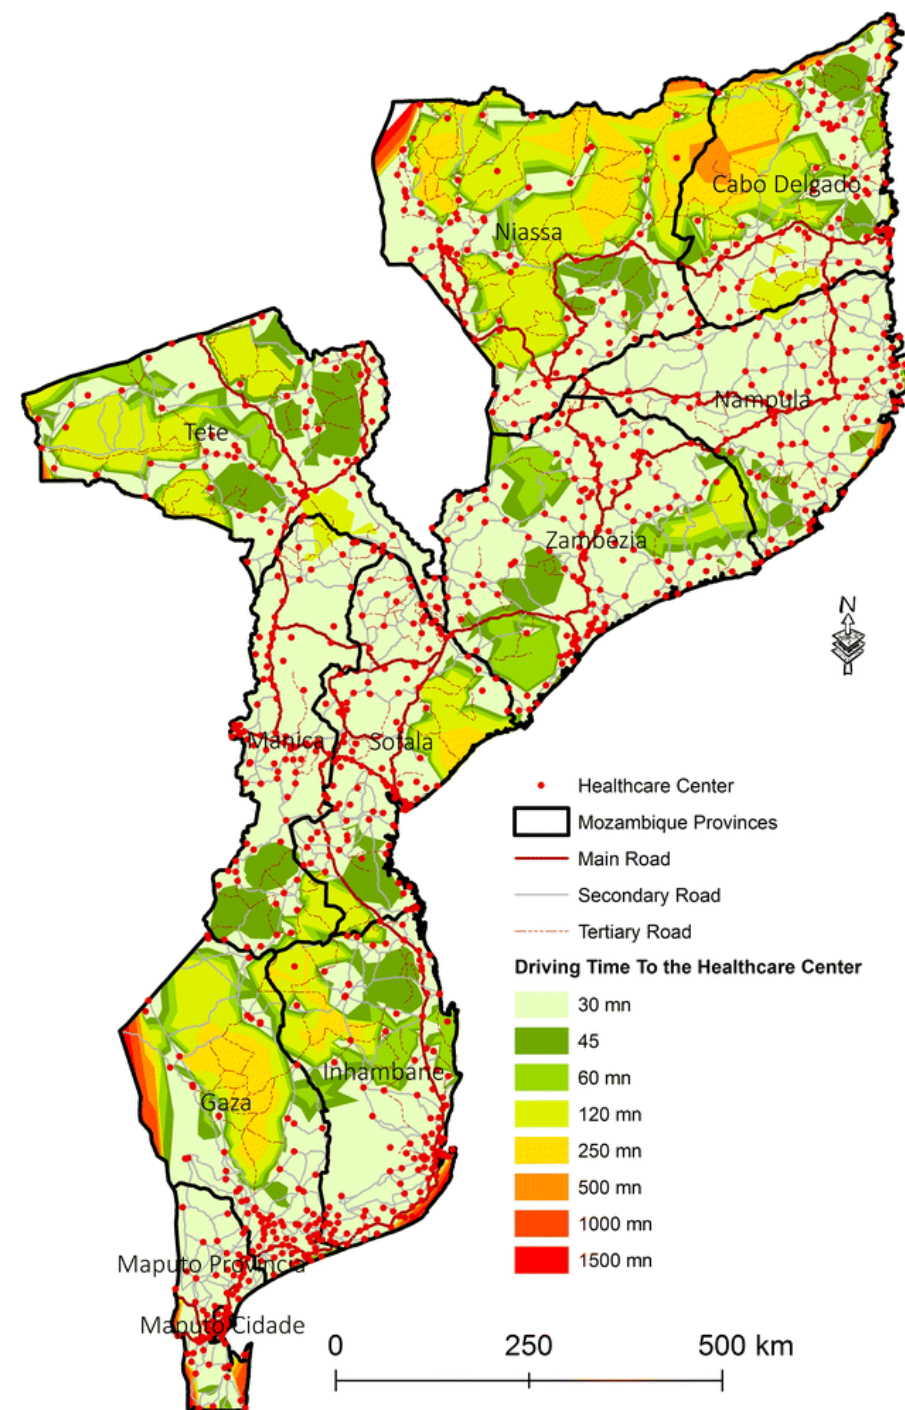 Cabo Delgado
Niassa
Nampula
Tete
Zambezia
N
Manica
Sofala
Healthcare Center
Mozambique Provinces
Main Road
Secondary Road
Tertiary Road
Driving Time To the Healthcare Center
30 mn
45
60 mn
120 mn
250 mn
500 mn
1000 mn
1500 mn
Inhambane
Gaza
Maputo Provincia
Maputo Cidade
0 250 500 km